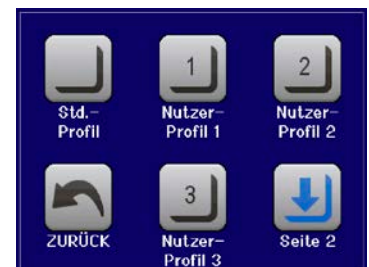 1
2
Std.-
Profil
Nutzer-
Profil 1
Nutzer-
Profil 2
3
ZURÜCK
Nutzer-
Profil 3
Seite 2